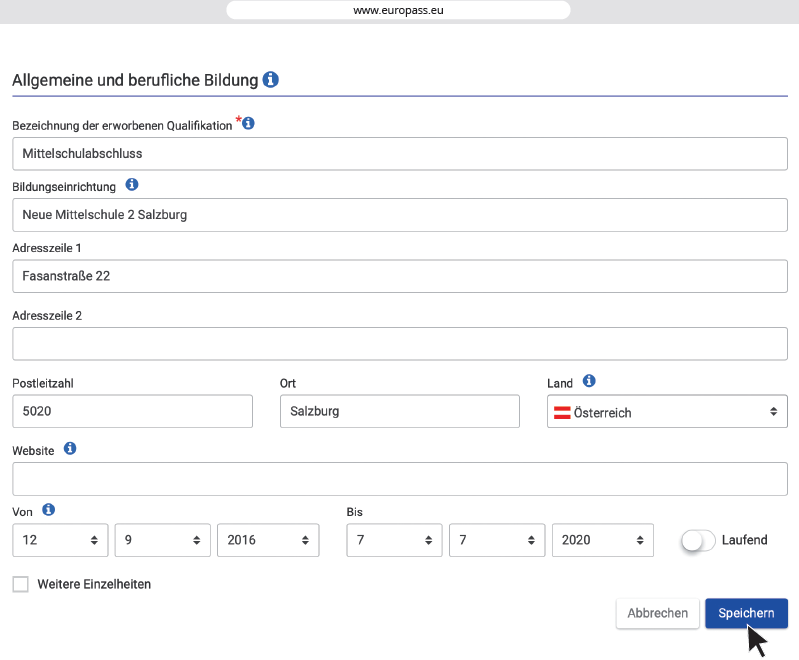 www.europass.eu
Allgemeine und berufliche Bildung i
Bezeichnung der erworbenen Qualifikation * i
Mittelschulabschluss
Bildungseinrichtung i
Neue Mittelschule 2 Salzburg
Adresszeile 1
Fasanstraße 22
Adresszeile 2
Postleitzahl Ort Land i
5020 Salzburg Österreich
Website i
Von i Bis
12 9 2016 7 7 2020 Laufend
Weitere Einzelheiten
Abbrechen Speichern